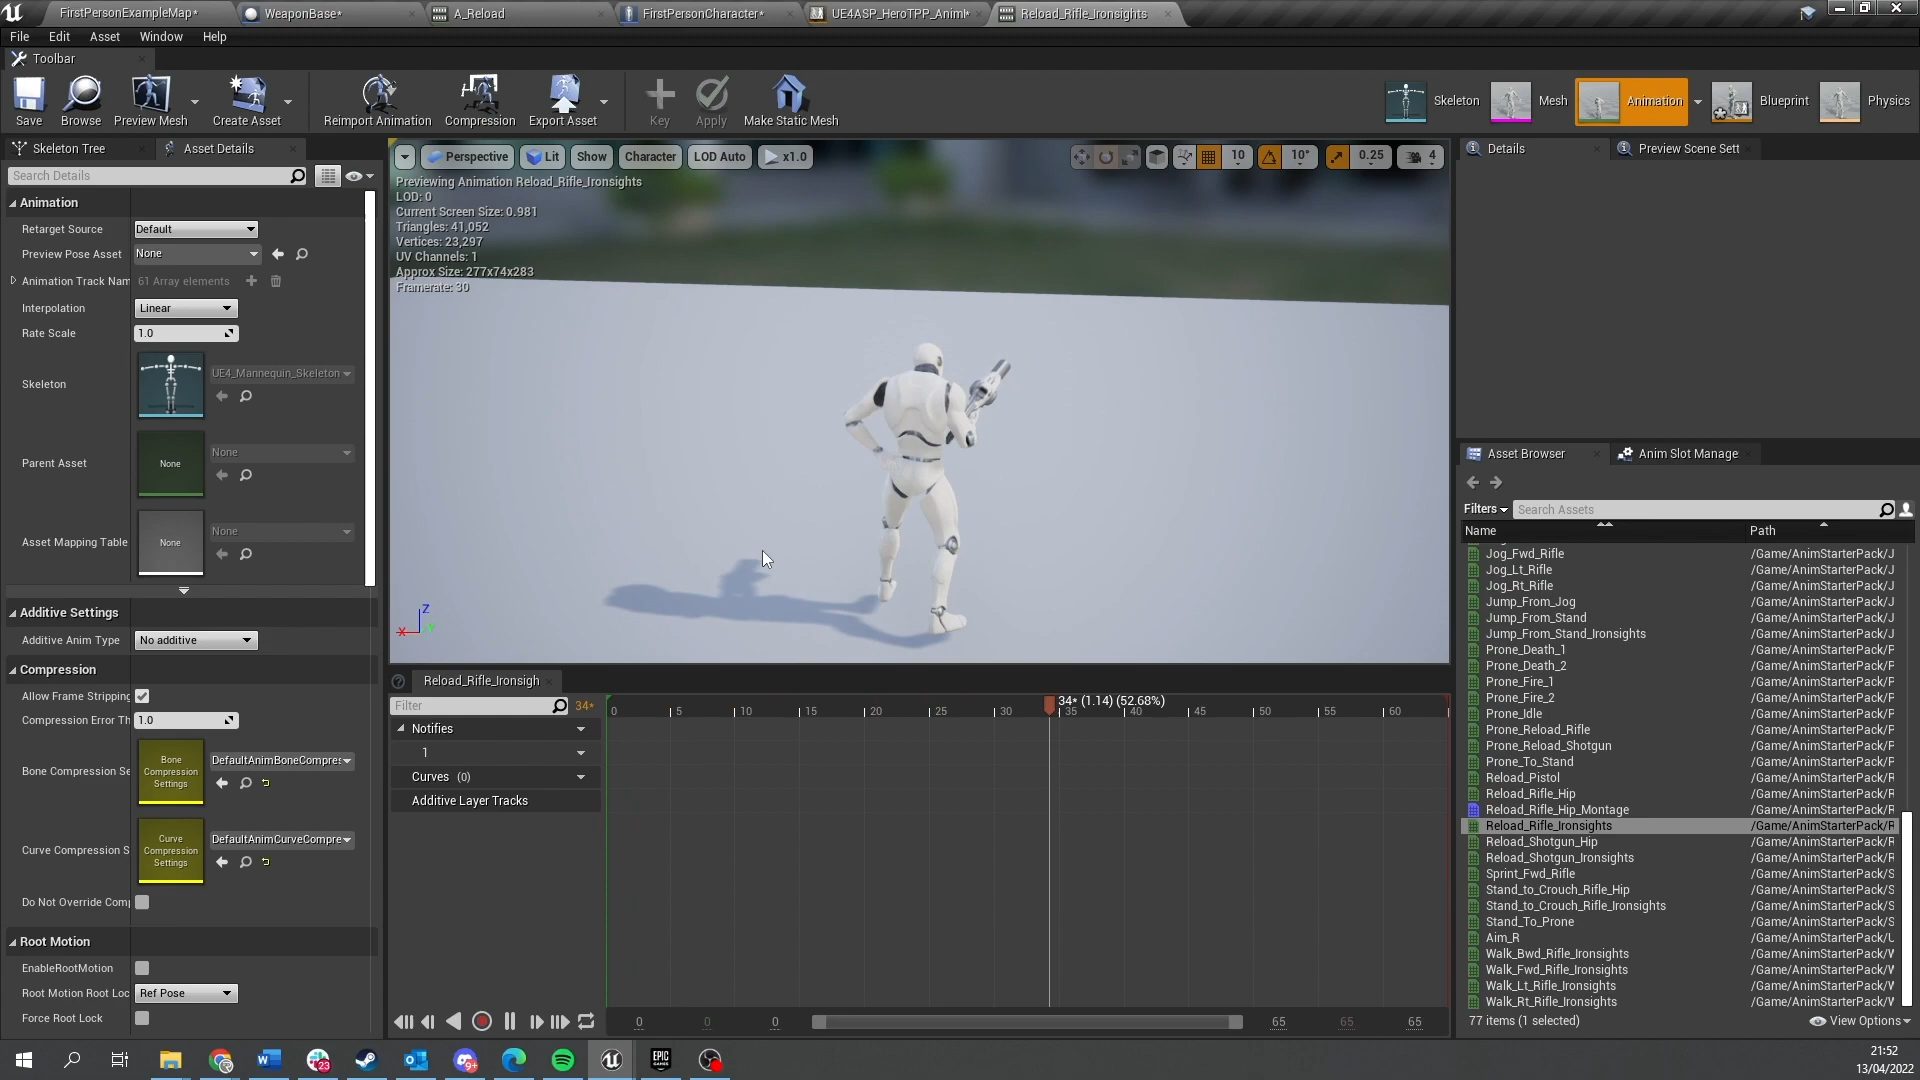 FirstPersonExampleMap*
WeaponBase*
A_Reload
FirstPersonCharacter*
UE4ASP_HeroTPP_AnimI*
Reload_Rifle_Ironsights
File Edit Asset Window Help
Toolbar
Save
Browse
Preview Mesh
Create Asset
Reimport Animation
Compression
Export Asset
Key
Apply
Make Static Mesh
Skeleton
Mesh
Animation
Blueprint
Physics
Skeleton Tree
Asset Details
Search Details
Animation
Retarget Source Default
Preview Pose Asset None
Animation Track Nam 61 Array elements
Interpolation Linear
Rate Scale 1.0
Skeleton UE4_Mannequin_Skeleton
Parent Asset None None
Asset Mapping Table None None
Additive Settings
Additive Anim Type No additive
Compression
Allow Frame Stripping
Compression Error Th 1.0
Bone Compression Se Bone Compression Settings DefaultAnimBoneCompres
Curve Compression S Curve Compression Settings DefaultAnimCurveCompre
Do Not Override Comp
Root Motion
EnableRootMotion
Root Motion Root Loc Ref Pose
Force Root Lock
Perspective Lit Show Character LOD Auto x1.0
10 10° 0.25 4
Previewing Animation Reload_Rifle_Ironsights
LOD: 0
Current Screen Size: 0.981
Triangles: 41,052
Vertices: 23,297
UV Channels: 1
Approx Size: 277x74x283
Framerate: 30
Z
X Y
Reload_Rifle_Ironsigh
Filter 34*
34* (1.14) (52.68%)
0 5 10 15 20 25 30 35 40 45 50 55 60
Notifies
1
Curves (0)
Additive Layer Tracks
0 0 0 65 65 65
Details
Preview Scene Sett
Asset Browser
Anim Slot Manage
Filters Search Assets
Name Path
Jog_Fwd_Rifle /Game/AnimStarterPack/J
Jog_Lt_Rifle /Game/AnimStarterPack/J
Jog_Rt_Rifle /Game/AnimStarterPack/J
Jump_From_Jog /Game/AnimStarterPack/J
Jump_From_Stand /Game/AnimStarterPack/J
Jump_From_Stand_Ironsights /Game/AnimStarterPack/J
Prone_Death_1 /Game/AnimStarterPack/P
Prone_Death_2 /Game/AnimStarterPack/P
Prone_Fire_1 /Game/AnimStarterPack/P
Prone_Fire_2 /Game/AnimStarterPack/P
Prone_Idle /Game/AnimStarterPack/P
Prone_Reload_Rifle /Game/AnimStarterPack/P
Prone_Reload_Shotgun /Game/AnimStarterPack/P
Prone_To_Stand /Game/AnimStarterPack/P
Reload_Pistol /Game/AnimStarterPack/R
Reload_Rifle_Hip /Game/AnimStarterPack/R
Reload_Rifle_Hip_Montage /Game/AnimStarterPack/R
Reload_Rifle_Ironsights /Game/AnimStarterPack/R
Reload_Shotgun_Hip /Game/AnimStarterPack/R
Reload_Shotgun_Ironsights /Game/AnimStarterPack/R
Sprint_Fwd_Rifle /Game/AnimStarterPack/S
Stand_to_Crouch_Rifle_Hip /Game/AnimStarterPack/S
Stand_to_Crouch_Rifle_Ironsights /Game/AnimStarterPack/S
Stand_To_Prone /Game/AnimStarterPack/S
Aim_R /Game/AnimStarterPack/U
Walk_Bwd_Rifle_Ironsights /Game/AnimStarterPack/W
Walk_Fwd_Rifle_Ironsights /Game/AnimStarterPack/W
Walk_Lt_Rifle_Ironsights /Game/AnimStarterPack/W
Walk_Rt_Rifle_Ironsights /Game/AnimStarterPack/W
77 items (1 selected)
View Options
23
9+
EPIC GAMES
21:52
13/04/2022